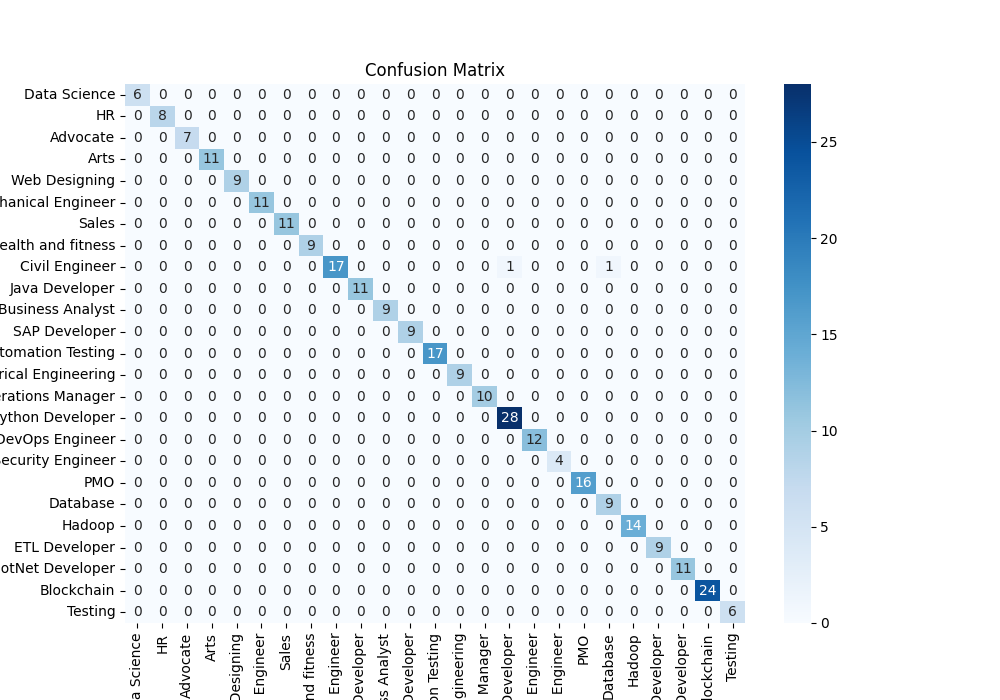 Confusion Matrix
Data Science 6 0 0 0 0 0 0 0 0 0 0 0 0 0 0 0 0 0 0 0 0 0 0 0 0
HR 0 8 0 0 0 0 0 0 0 0 0 0 0 0 0 0 0 0 0 0 0 0 0 0 0
Advocate 0 0 7 0 0 0 0 0 0 0 0 0 0 0 0 0 0 0 0 0 0 0 0 0 0
Arts 0 0 0 11 0 0 0 0 0 0 0 0 0 0 0 0 0 0 0 0 0 0 0 0 0
Web Designing 0 0 0 0 9 0 0 0 0 0 0 0 0 0 0 0 0 0 0 0 0 0 0 0 0
hanical Engineer 0 0 0 0 0 11 0 0 0 0 0 0 0 0 0 0 0 0 0 0 0 0 0 0 0
Sales 0 0 0 0 0 0 11 0 0 0 0 0 0 0 0 0 0 0 0 0 0 0 0 0 0
ealth and fitness 0 0 0 0 0 0 0 9 0 0 0 0 0 0 0 0 0 0 0 0 0 0 0 0 0
Civil Engineer 0 0 0 0 0 0 0 0 17 0 0 0 0 0 0 1 0 0 0 1 0 0 0 0 0
Java Developer 0 0 0 0 0 0 0 0 0 11 0 0 0 0 0 0 0 0 0 0 0 0 0 0 0
Business Analyst 0 0 0 0 0 0 0 0 0 0 9 0 0 0 0 0 0 0 0 0 0 0 0 0 0
SAP Developer 0 0 0 0 0 0 0 0 0 0 0 9 0 0 0 0 0 0 0 0 0 0 0 0 0
tomation Testing 0 0 0 0 0 0 0 0 0 0 0 0 17 0 0 0 0 0 0 0 0 0 0 0 0
rical Engineering 0 0 0 0 0 0 0 0 0 0 0 0 0 9 0 0 0 0 0 0 0 0 0 0 0
erations Manager 0 0 0 0 0 0 0 0 0 0 0 0 0 0 10 0 0 0 0 0 0 0 0 0 0
ython Developer 0 0 0 0 0 0 0 0 0 0 0 0 0 0 0 28 0 0 0 0 0 0 0 0 0
DevOps Engineer 0 0 0 0 0 0 0 0 0 0 0 0 0 0 0 0 12 0 0 0 0 0 0 0 0
ecurity Engineer 0 0 0 0 0 0 0 0 0 0 0 0 0 0 0 0 0 4 0 0 0 0 0 0 0
PMO 0 0 0 0 0 0 0 0 0 0 0 0 0 0 0 0 0 0 16 0 0 0 0 0 0
Database 0 0 0 0 0 0 0 0 0 0 0 0 0 0 0 0 0 0 0 9 0 0 0 0 0
Hadoop 0 0 0 0 0 0 0 0 0 0 0 0 0 0 0 0 0 0 0 0 14 0 0 0 0
ETL Developer 0 0 0 0 0 0 0 0 0 0 0 0 0 0 0 0 0 0 0 0 0 9 0 0 0
otNet Developer 0 0 0 0 0 0 0 0 0 0 0 0 0 0 0 0 0 0 0 0 0 0 11 0 0
Blockchain 0 0 0 0 0 0 0 0 0 0 0 0 0 0 0 0 0 0 0 0 0 0 0 24 0
Testing 0 0 0 0 0 0 0 0 0 0 0 0 0 0 0 0 0 0 0 0 0 0 0 0 6
a Science
HR
Advocate
Arts
Designing
Engineer
Sales
nd fitness
Engineer
Developer
ss Analyst
Developer
on Testing
gineering
Manager
Developer
Engineer
Engineer
PMO
Database
Hadoop
Developer
Developer
lockchain
Testing
25
20
15
10
5
0